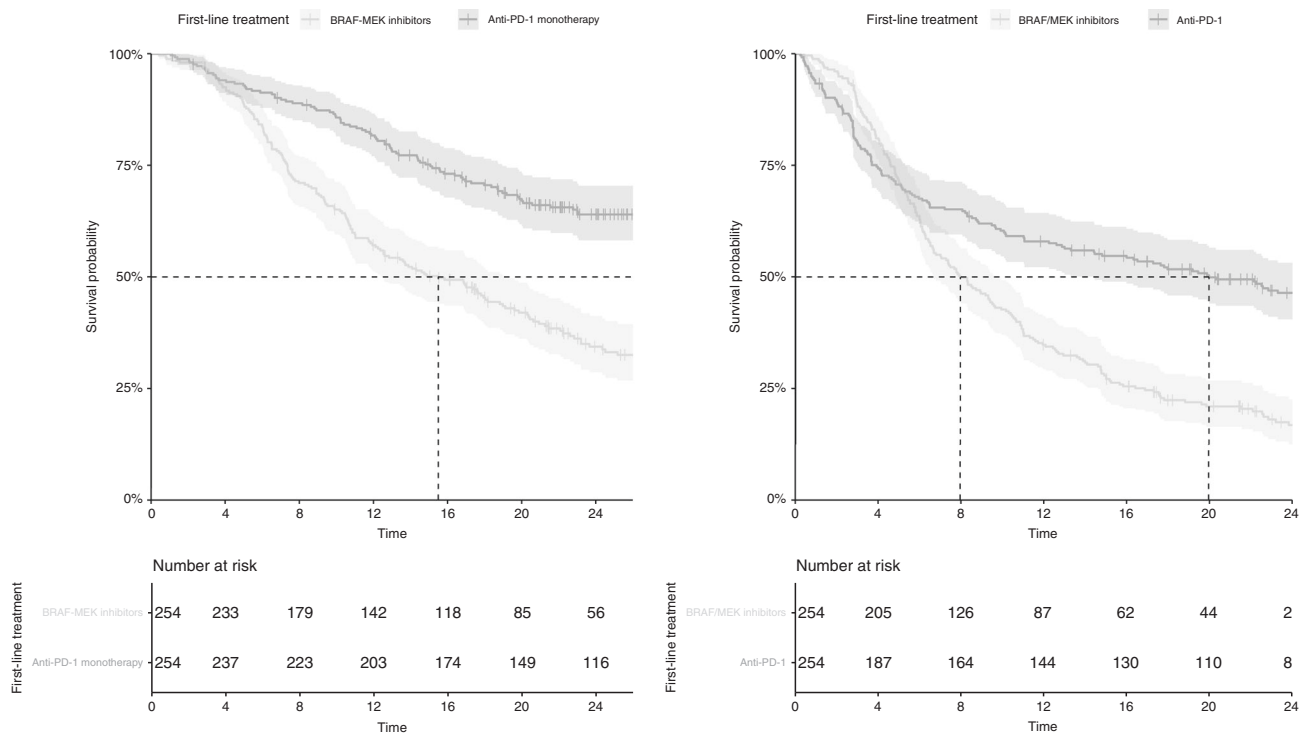 First-line treatment BRAF-MEK inhibitors Anti-PD-1 monotherapy
100%
75%
50%
25%
0%
Survival probability
0 4 8 12 16 20 24
Time
Number at risk
First-line treatment
BRAF-MEK inhibitors 254 233 179 142 118 85 56
Anti-PD-1 monotherapy 254 237 223 203 174 149 116
0 4 8 12 16 20 24
Time
First-line treatment BRAF/MEK inhibitors Anti-PD-1
100%
75%
50%
25%
0%
Survival probability
0 4 8 12 16 20 24
Time
Number at risk
First-line treatment
BRAF/MEK inhibitors 254 205 126 87 62 44 2
Anti-PD-1 254 187 164 144 130 110 8
0 4 8 12 16 20 24
Time